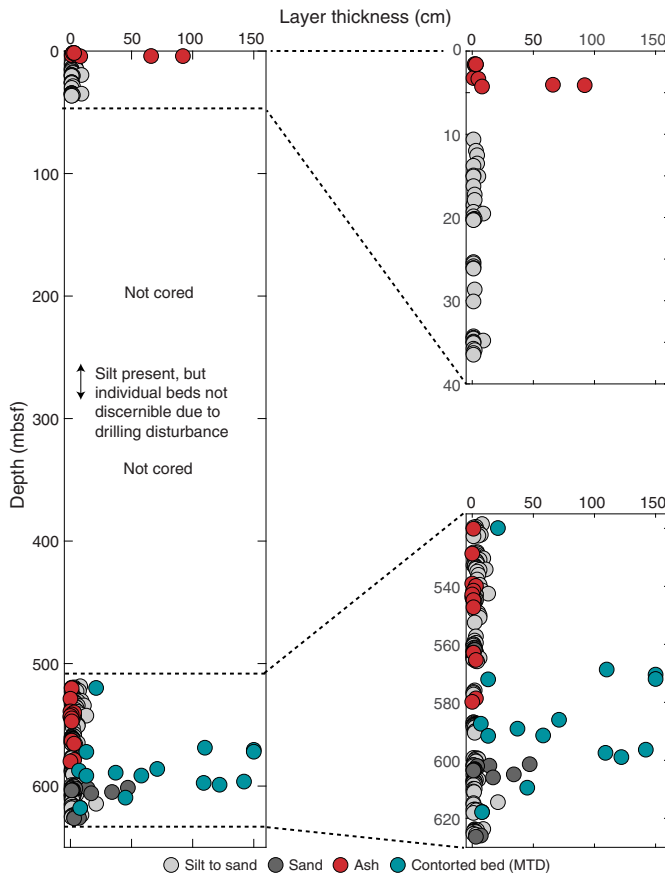 Layer thickness (cm)
0 50 100 150
0 50 100 150
0
100
200
300
400
500
600
Depth (mbsf)
Not cored
Silt present, but
individual beds not
discernible due to
drilling disturbance
Not cored
0
10
20
30
40
0 50 100 150
540
560
580
600
620
Silt to sand Sand Ash Contorted bed (MTD)